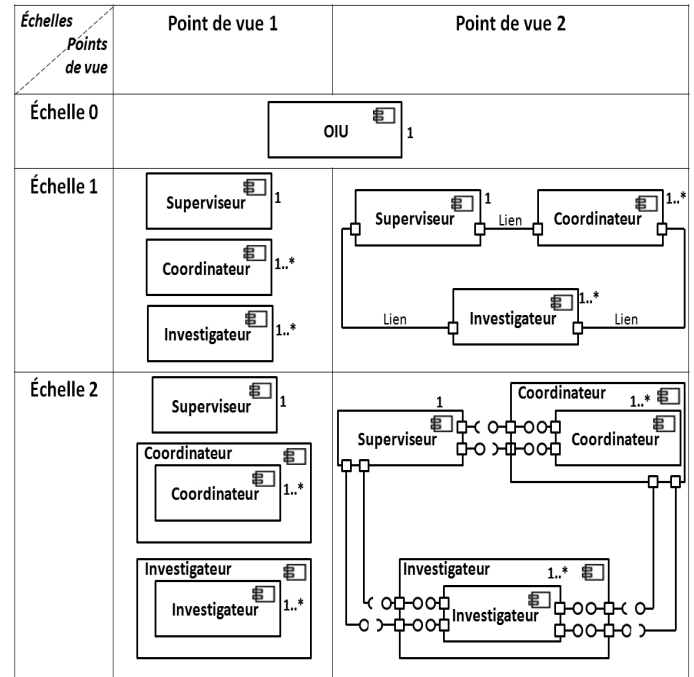 Échelles
Points
de vue
Point de vue 1
Point de vue 2
Échelle 0
OIU
1
Échelle 1
Superviseur
1
Coordinateur
1..*
Investigateur
1..*
Superviseur
1
Lien
Coordinateur
1..*
Investigateur
1..*
Lien
Lien
Échelle 2
Superviseur
1
Coordinateur
Coordinateur
1..*
Investigateur
Investigateur
1..*
Superviseur
1
Coordinateur
1..*
Coordinateur
Investigateur
1..*
Investigateur